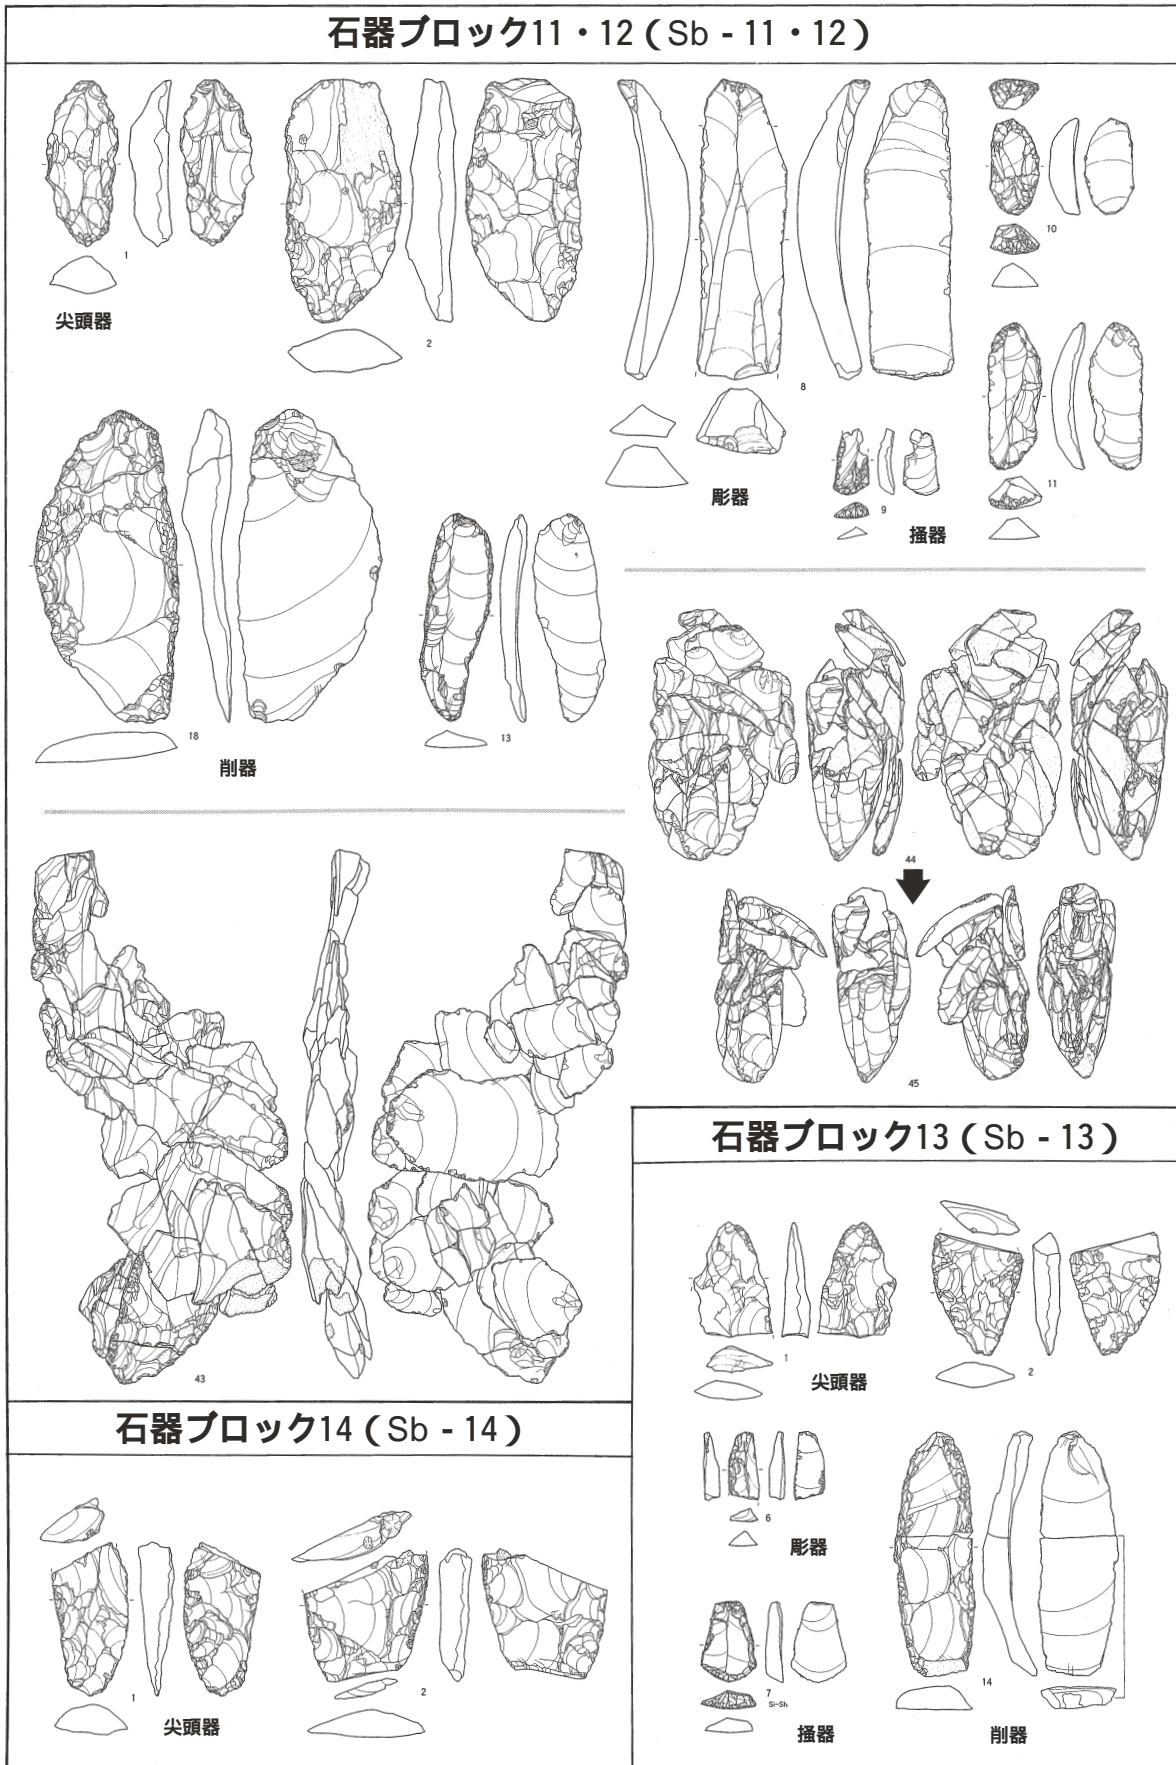 石器ブロック11・12（Sb - 11・12）
1
尖頭器
2
8
彫器
9
掻器
10
11
18
削器
13
44
45
43
石器ブロック13（Sb - 13）
1
尖頭器
2
6
彫器
7
Si-Sh
掻器
14
削器
石器ブロック14（Sb - 14）
1
尖頭器
2